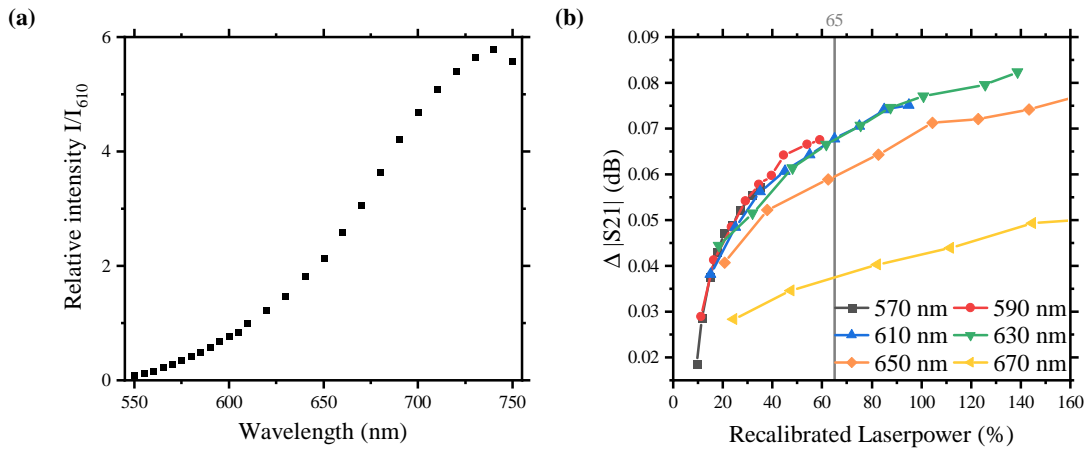 (a)
Relative intensity I/I610
6
4
2
0
550
600
650
700
750
Wavelength (nm)
(b)
65
Δ |S21| (dB)
0.09
0.08
0.07
0.06
0.05
0.04
0.03
0.02
570 nm
590 nm
610 nm
630 nm
650 nm
670 nm
0
20
40
60
80
100
120
140
160
Recalibrated Laserpower (%)